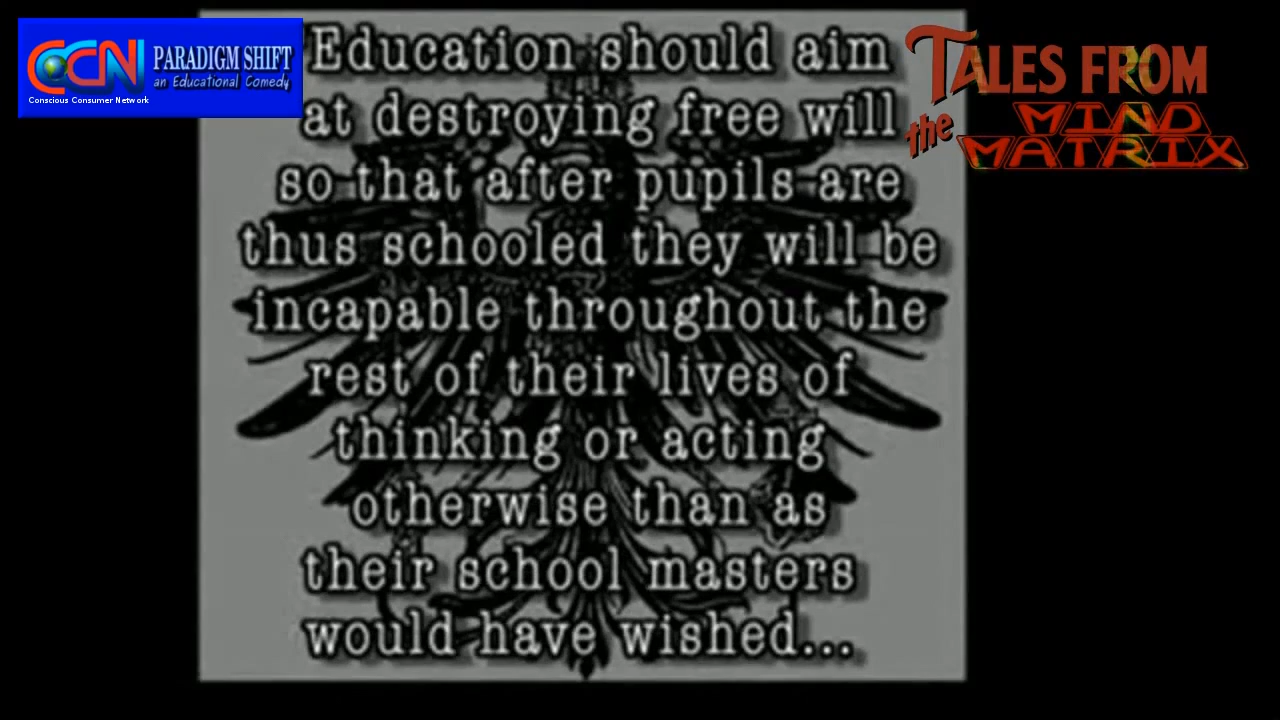 CCN
PARADIGM SHIFT
an Educational Comedy
Conscious Consumer Network
TALES FROM
the MIND
MATRIX
"Education should aim
at destroying free will
so that after pupils are
thus schooled they will be
incapable throughout the
rest of their lives of
thinking or acting
otherwise than as
their school masters
would have wished...